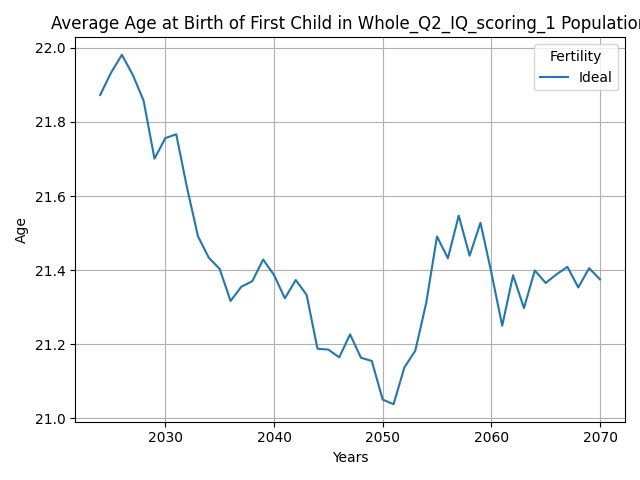 Average Age at Birth of First Child in Whole_Q2_IQ_scoring_1 Population
Fertility
Ideal
22.0
21.8
21.6
21.4
21.2
21.0
Age
2030
2040
2050
2060
2070
Years